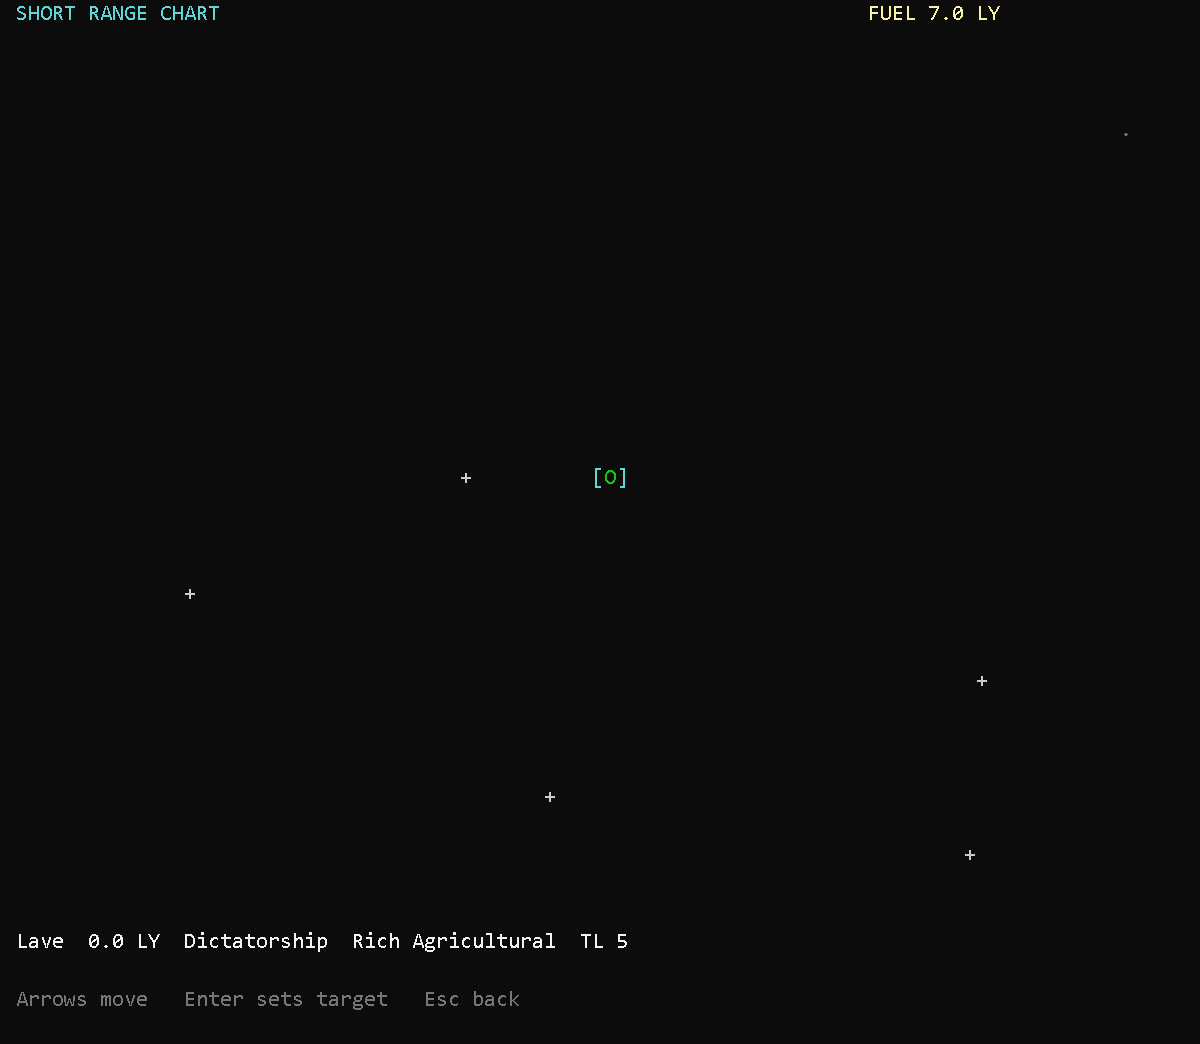 SHORT RANGE CHART FUEL 7.0 LY
+ [O]
+
+
+
+
Lave 0.0 LY Dictatorship Rich Agricultural TL 5
Arrows move Enter sets target Esc back